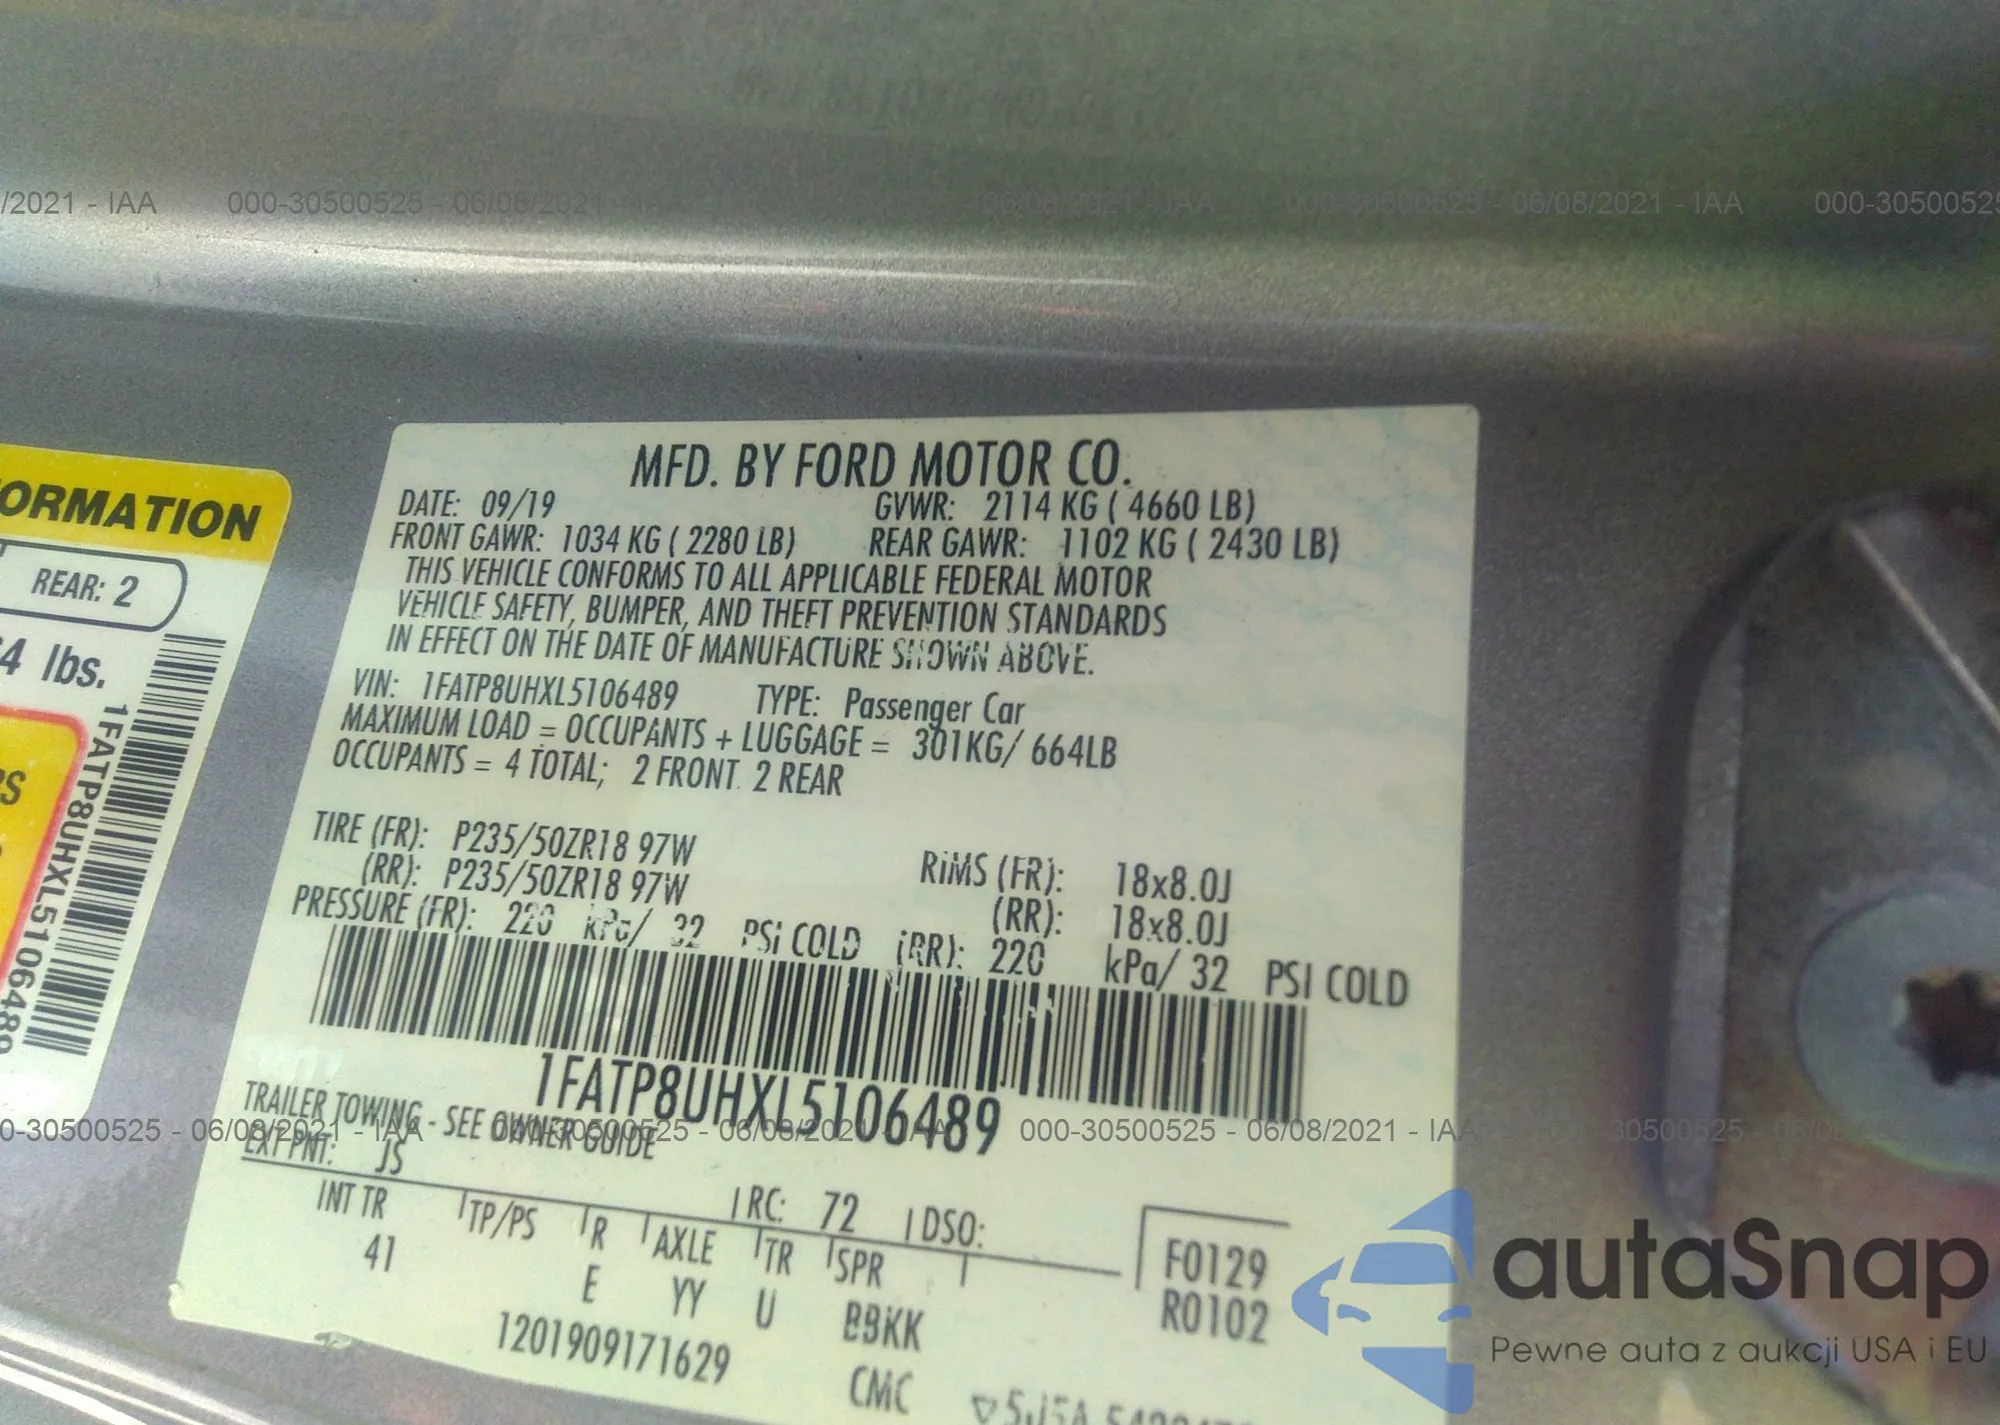 /2021 - IAA 000-30500525 - 06/08/2021 - IAA 06/08/2021 - IAA 000-30500525 - 06/08/2021 - IAA 000-30500525
ORMATION
REAR: 2
4 lbs.
1FATP8UHXL5106489
MFD. BY FORD MOTOR CO.
DATE: 09/19 GVWR: 2114 KG ( 4660 LB)
FRONT GAWR: 1034 KG ( 2280 LB) REAR GAWR: 1102 KG ( 2430 LB)
THIS VEHICLE CONFORMS TO ALL APPLICABLE FEDERAL MOTOR
VEHICLE SAFETY, BUMPER, AND THEFT PREVENTION STANDARDS
IN EFFECT ON THE DATE OF MANUFACTURE SHOWN ABOVE.
VIN: 1FATP8UHXL5106489 TYPE: Passenger Car
MAXIMUM LOAD = OCCUPANTS + LUGGAGE = 301KG/ 664LB
OCCUPANTS = 4 TOTAL; 2 FRONT 2 REAR
TIRE (FR): P235/50ZR18 97W RIMS (FR): 18x8.0J
(RR): P235/50ZR18 97W (RR): 18x8.0J
PRESSURE (FR): 220 kPa/ 32 PSI COLD (RR): 220 kPa/ 32 PSI COLD
1FATP8UHXL5106489
TRAILER TOWING - SEE OWNER GUIDE
0-30500525 - 06/08/2021 - IAA 000-30500525 - 06/08/2021 - IAA 000-30500525 - 06/08/2021 - IAA 30500525
EXT PNT: JS RC: 72 DSO:
INT TR TP/PS R AXLE TR SPR F0129
41 E YY U BBKK R0102
1201909171629 CMC
autaSnap
Pewne auta z aukcji USA i EU